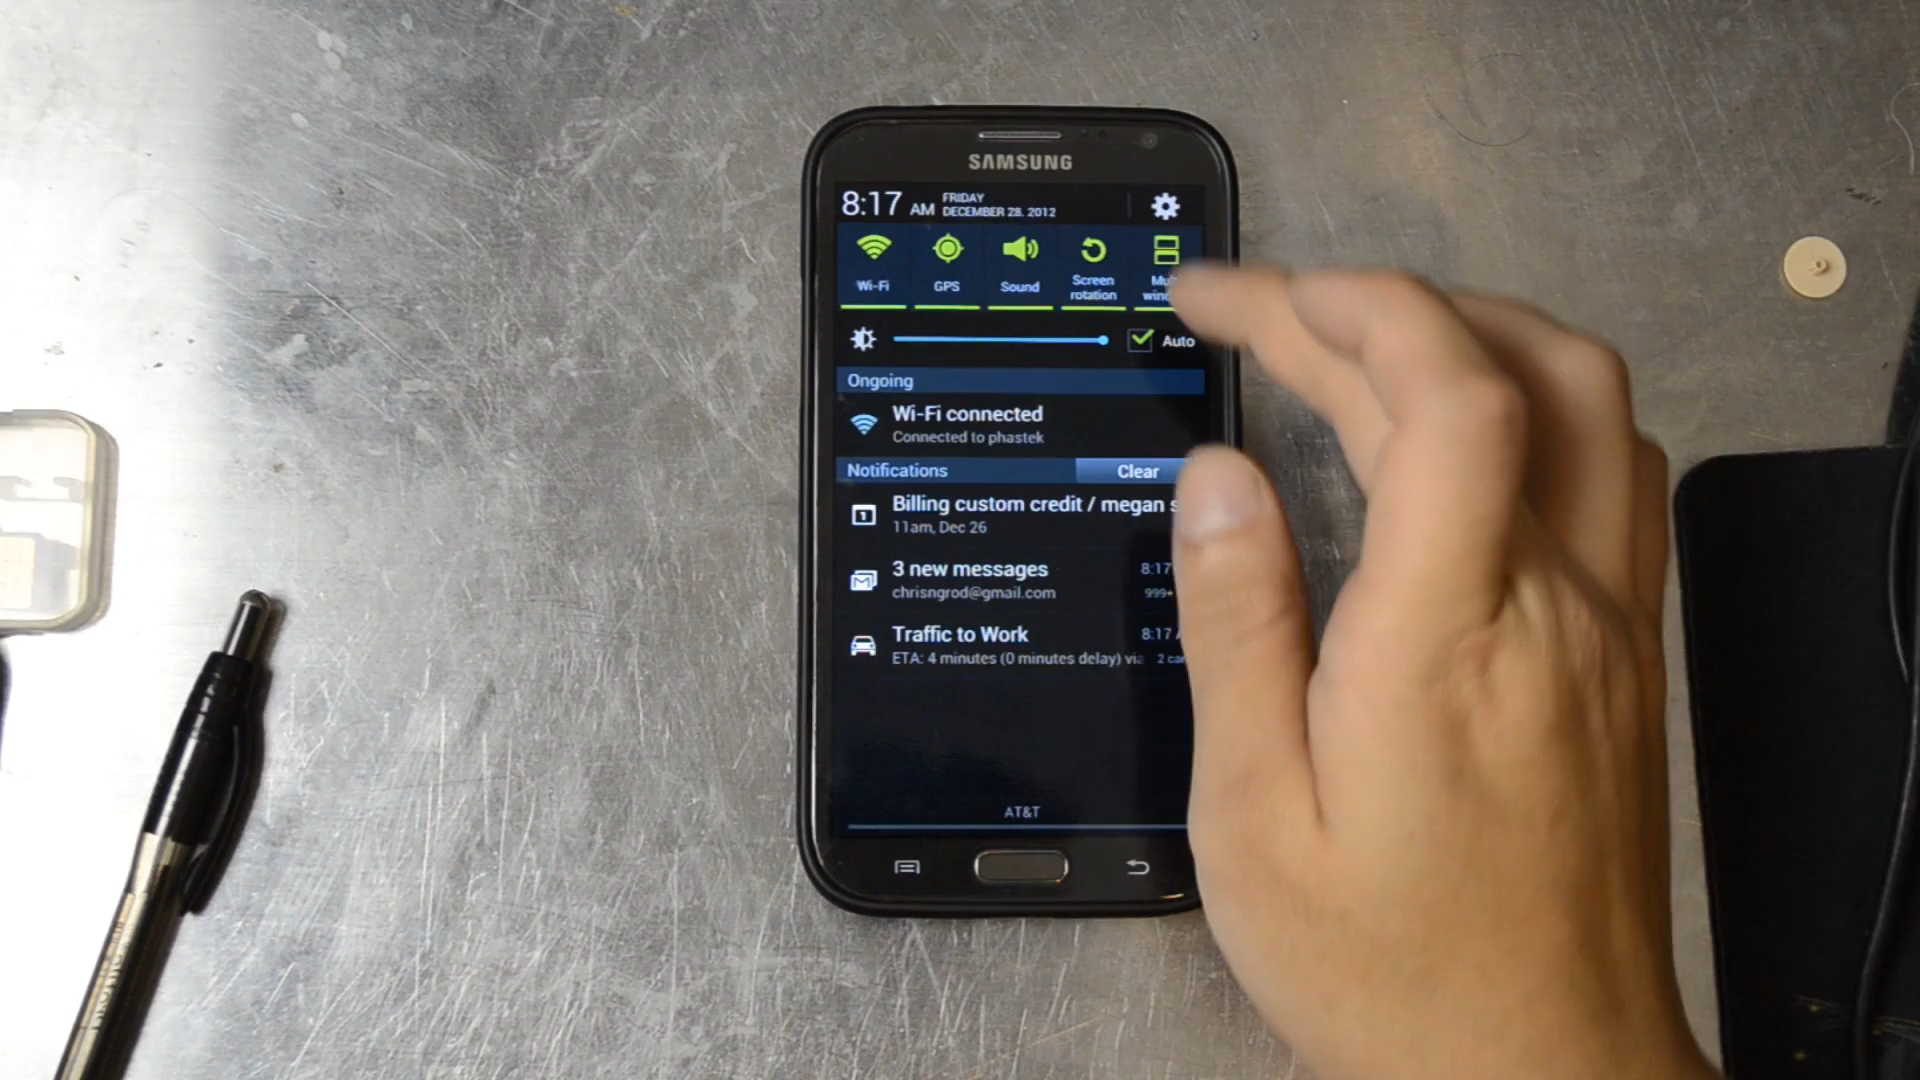 SAMSUNG
8:17 AM FRIDAY
DECEMBER 28, 2012
Wi-Fi GPS Sound Screen
rotation
Auto
Ongoing
Wi-Fi connected
Connected to phastek
Notifications Clear
Billing custom credit / megan s
11am, Dec 26
3 new messages 8:17
chrisngrod@gmail.com 999+
Traffic to Work 8:17
ETA: 4 minutes (0 minutes delay) via 2
AT&T